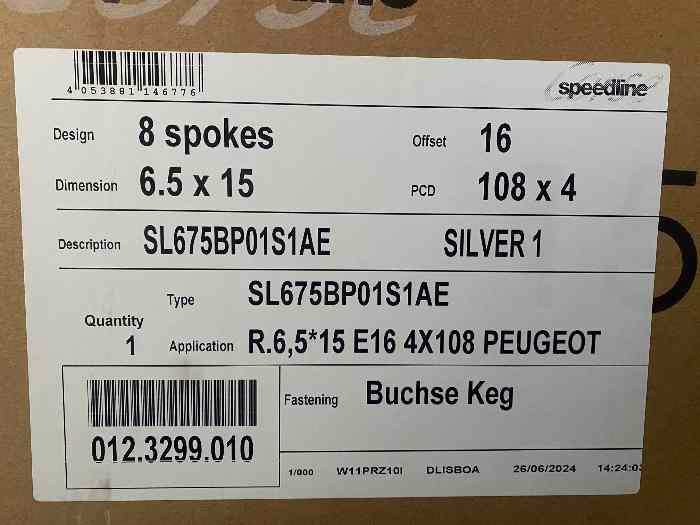 4 053881 146776
speedline
Design 8 spokes Offset 16
Dimension 6.5 x 15 PCD 108 x 4
Description SL675BP01S1AE SILVER 1
Type SL675BP01S1AE
Quantity
1 Application R.6,5*15 E16 4X108 PEUGEOT
Fastening Buchse Keg
012.3299.010
1/000 W11PRZ10I DLISBOA 26/06/2024 14:24:03